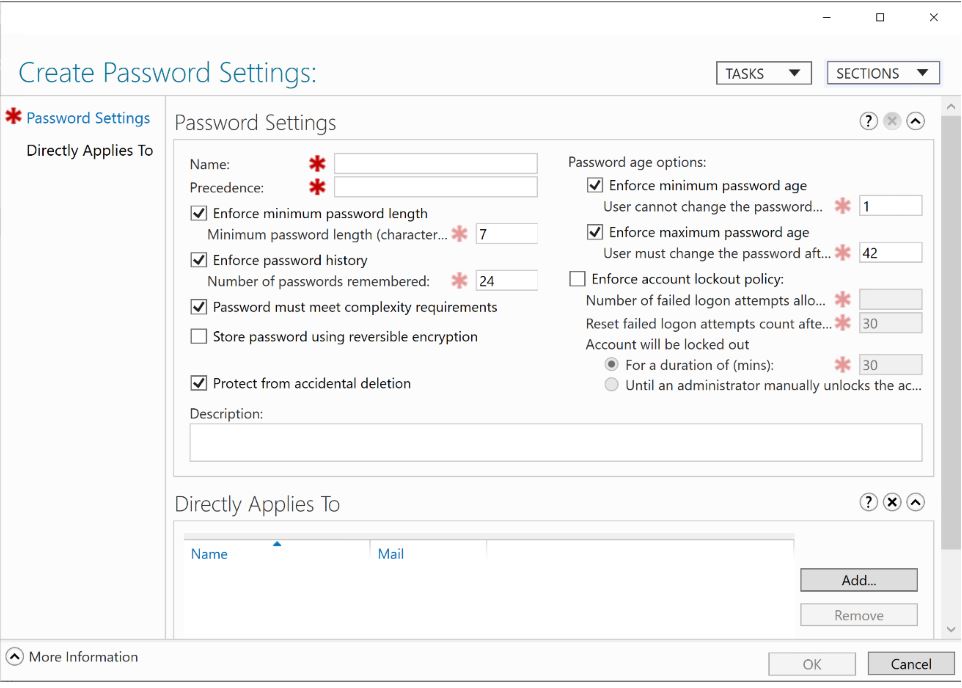 Create Password Settings:
TASKS
SECTIONS
Password Settings
Directly Applies To
Password Settings
Name:
Precedence:
Enforce minimum password length
Minimum password length (character...
7
Enforce password history
Number of passwords remembered:
24
Password must meet complexity requirements
Store password using reversible encryption
Protect from accidental deletion
Password age options:
Enforce minimum password age
User cannot change the password...
1
Enforce maximum password age
User must change the password aft...
42
Enforce account lockout policy:
Number of failed logon attempts allo...
Reset failed logon attempts count afte...
30
Account will be locked out
For a duration of (mins):
30
Until an administrator manually unlocks the ac...
Description:
Directly Applies To
Name
Mail
Add...
Remove
More Information
OK
Cancel